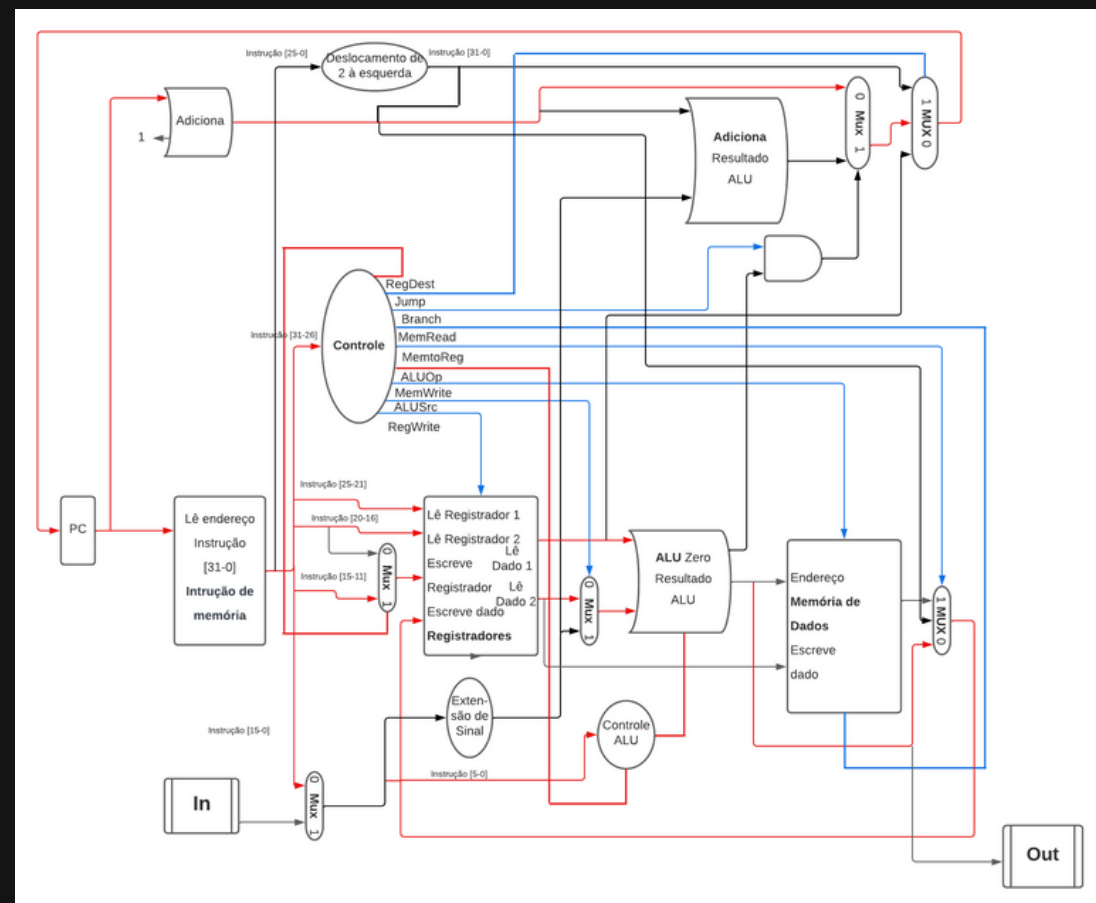 Instrução [25-0]
Deslocamento de
2 à esquerda
Instrução [31-0]
Adiciona
1
0 Mux 1
1 MUX 0
Adiciona
Resultado
ALU
Controle
Instrução [31-26]
RegDest
Jump
Branch
MemRead
MemtoReg
ALUOp
MemWrite
ALUSrc
RegWrite
PC
Lê endereço
Instrução
[31-0]
Intrução de
memória
Instrução [25-21]
Instrução [20-16]
Instrução [15-11]
0 Mux 1
Lê Registrador 1
Lê Registrador 2
Lê
Dado 1
Escreve
Registrador
Lê
Dado 2
Escreve dado
Registradores
0 Mux 1
ALU Zero
Resultado
ALU
Endereço
Memória de
Dados
Escreve
dado
1 MUX 0
Exten-
são de
Sinal
Controle
ALU
Instrução [15-0]
Instrução [5-0]
In
0 Mux 1
Out